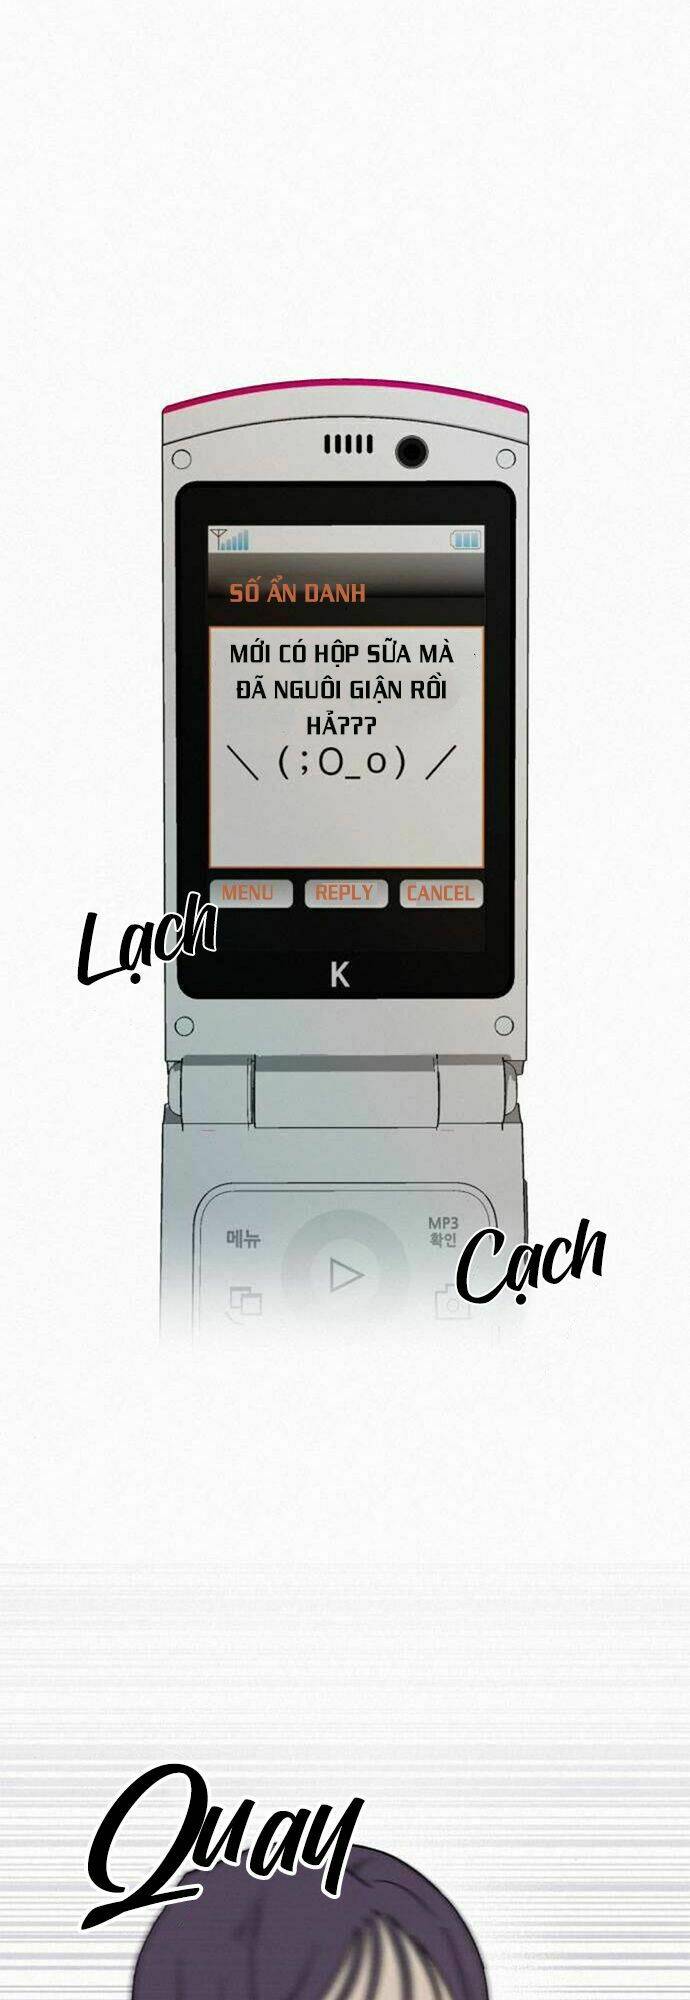 SỐ ẨN DANH
MỚI CÓ HỘP SỮA MÀ
ĐÃ NGUÔI GIẬN RỒI
HẢ???
＼(;O_o)／
MENU REPLY CANCEL
Lạch
K
메뉴
MP3
확인
Cạch
Quay